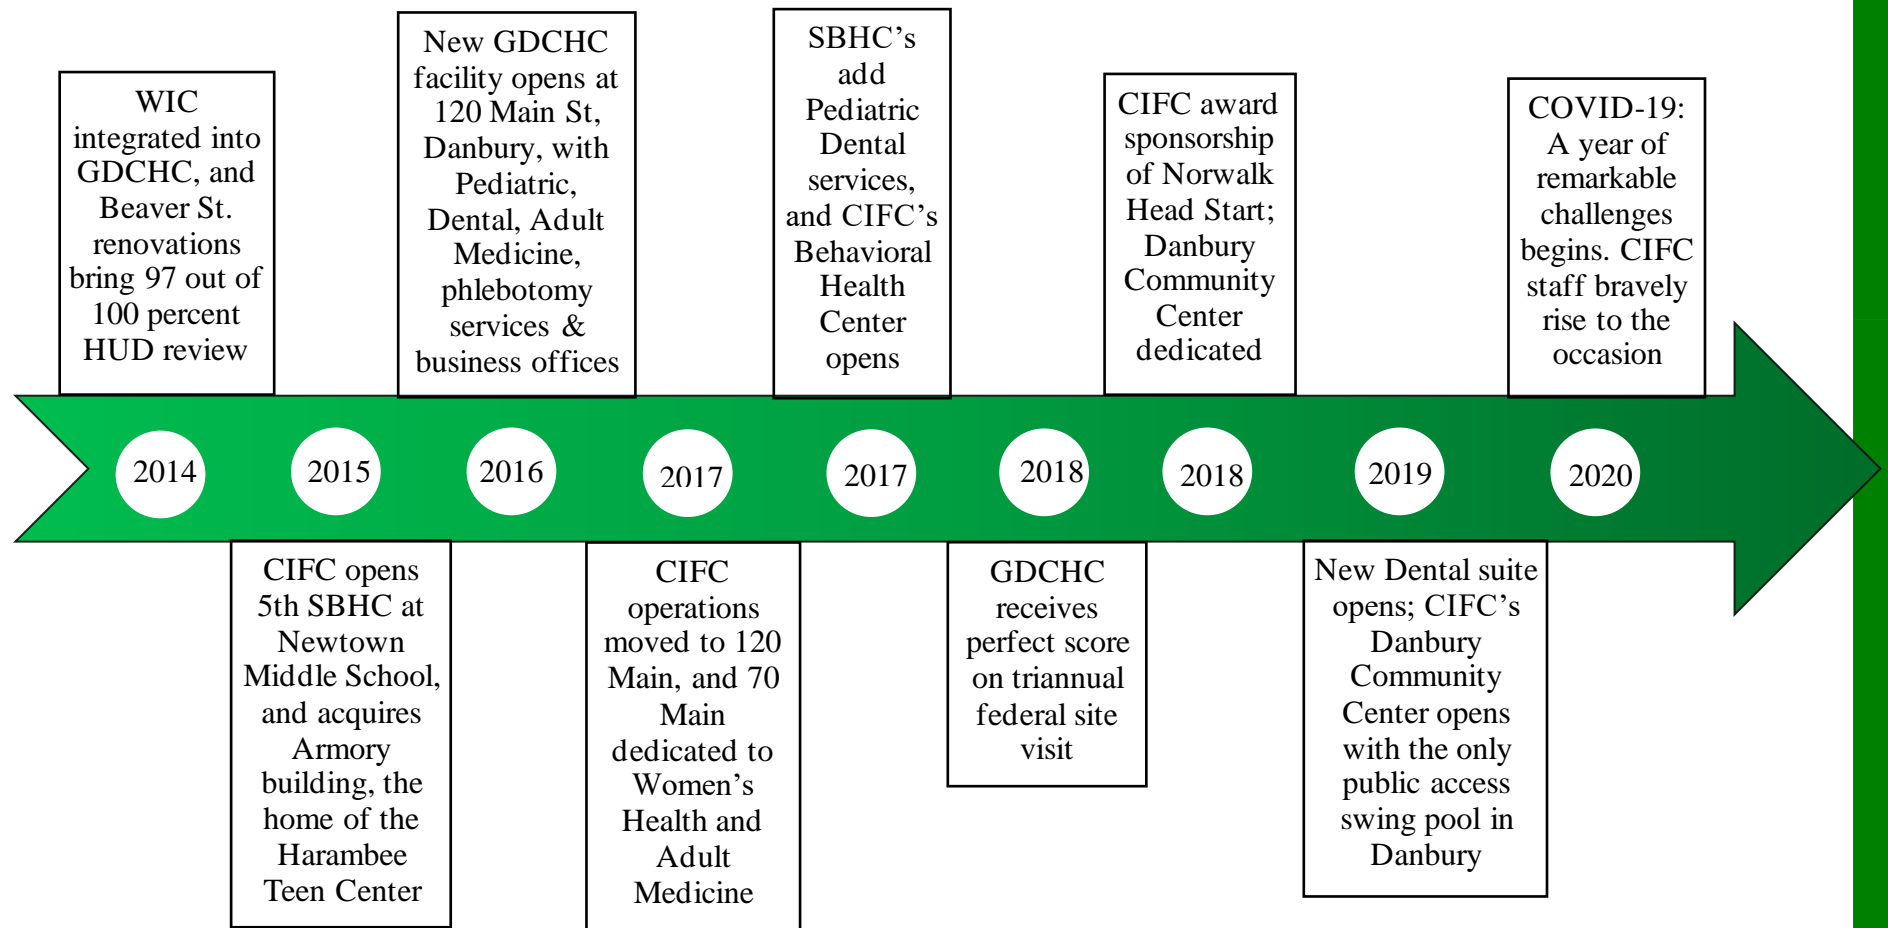 WIC
integrated into
GDCHC, and
Beaver St.
renovations
bring 97 out of
100 percent
HUD review
New GDCHC
facility opens at
120 Main St,
Danbury, with
Pediatric,
Dental, Adult
Medicine,
phlebotomy
services &
business offices
SBHC’s
add
Pediatric
Dental
services,
and CIFC’s
Behavioral
Health
Center
opens
CIFC award
sponsorship
of Norwalk
Head Start;
Danbury
Community
Center
dedicated
COVID-19:
A year of
remarkable
challenges
begins. CIFC
staff bravely
rise to the
occasion
2014
2015
2016
2017
2017
2018
2018
2019
2020
CIFC opens
5th SBHC at
Newtown
Middle School,
and acquires
Armory
building, the
home of the
Harambee
Teen Center
CIFC
operations
moved to 120
Main, and 70
Main
dedicated to
Women’s
Health and
Adult
Medicine
GDCHC
receives
perfect score
on triannual
federal site
visit
New Dental suite
opens; CIFC’s
Danbury
Community
Center opens
with the only
public access
swing pool in
Danbury